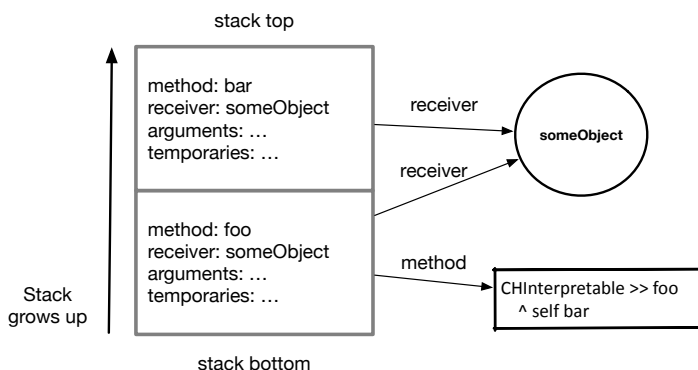 stack top
method: bar
receiver: someObject
arguments: …
temporaries: …
receiver
someObject
receiver
method: foo
receiver: someObject
arguments: …
temporaries: …
method
CHInterpretable >> foo
^ self bar
Stack
grows up
stack bottom